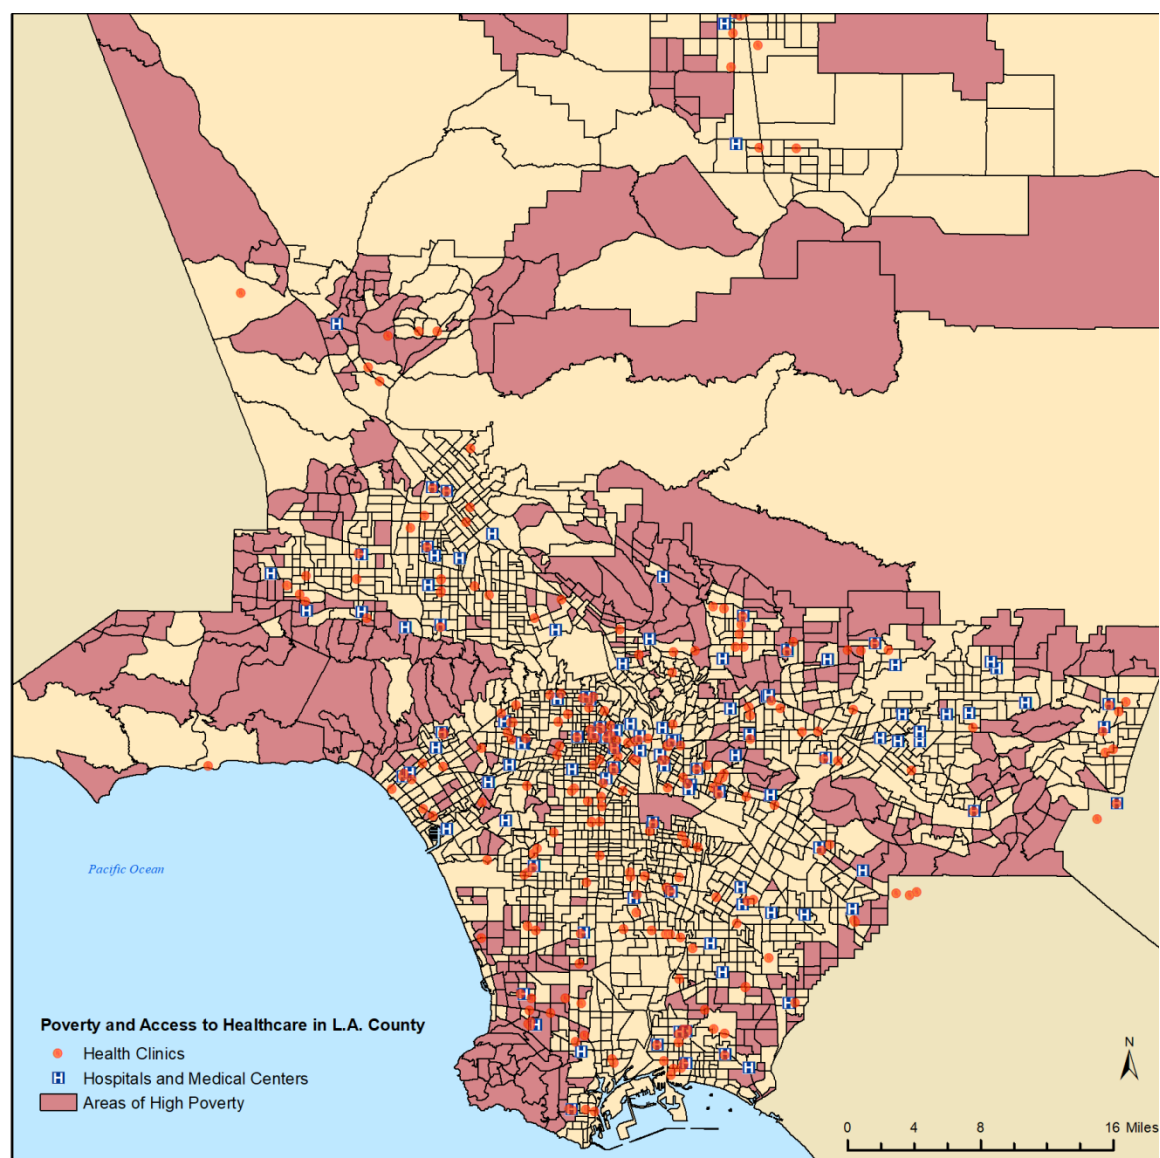 Pacific Ocean
Poverty and Access to Healthcare in L.A. County
Health Clinics
H Hospitals and Medical Centers
Areas of High Poverty
N
0 4 8 16 Miles